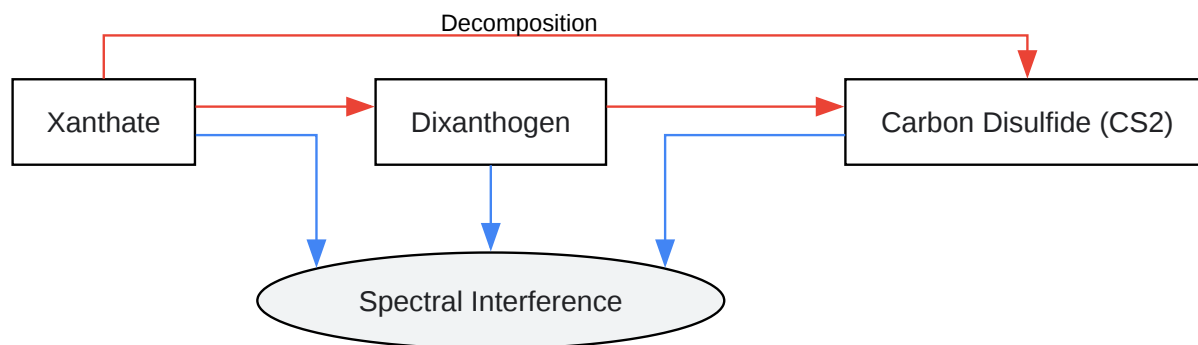 Decomposition
Xanthate
Dixanthogen
Carbon Disulfide (CS2)
Spectral Interference